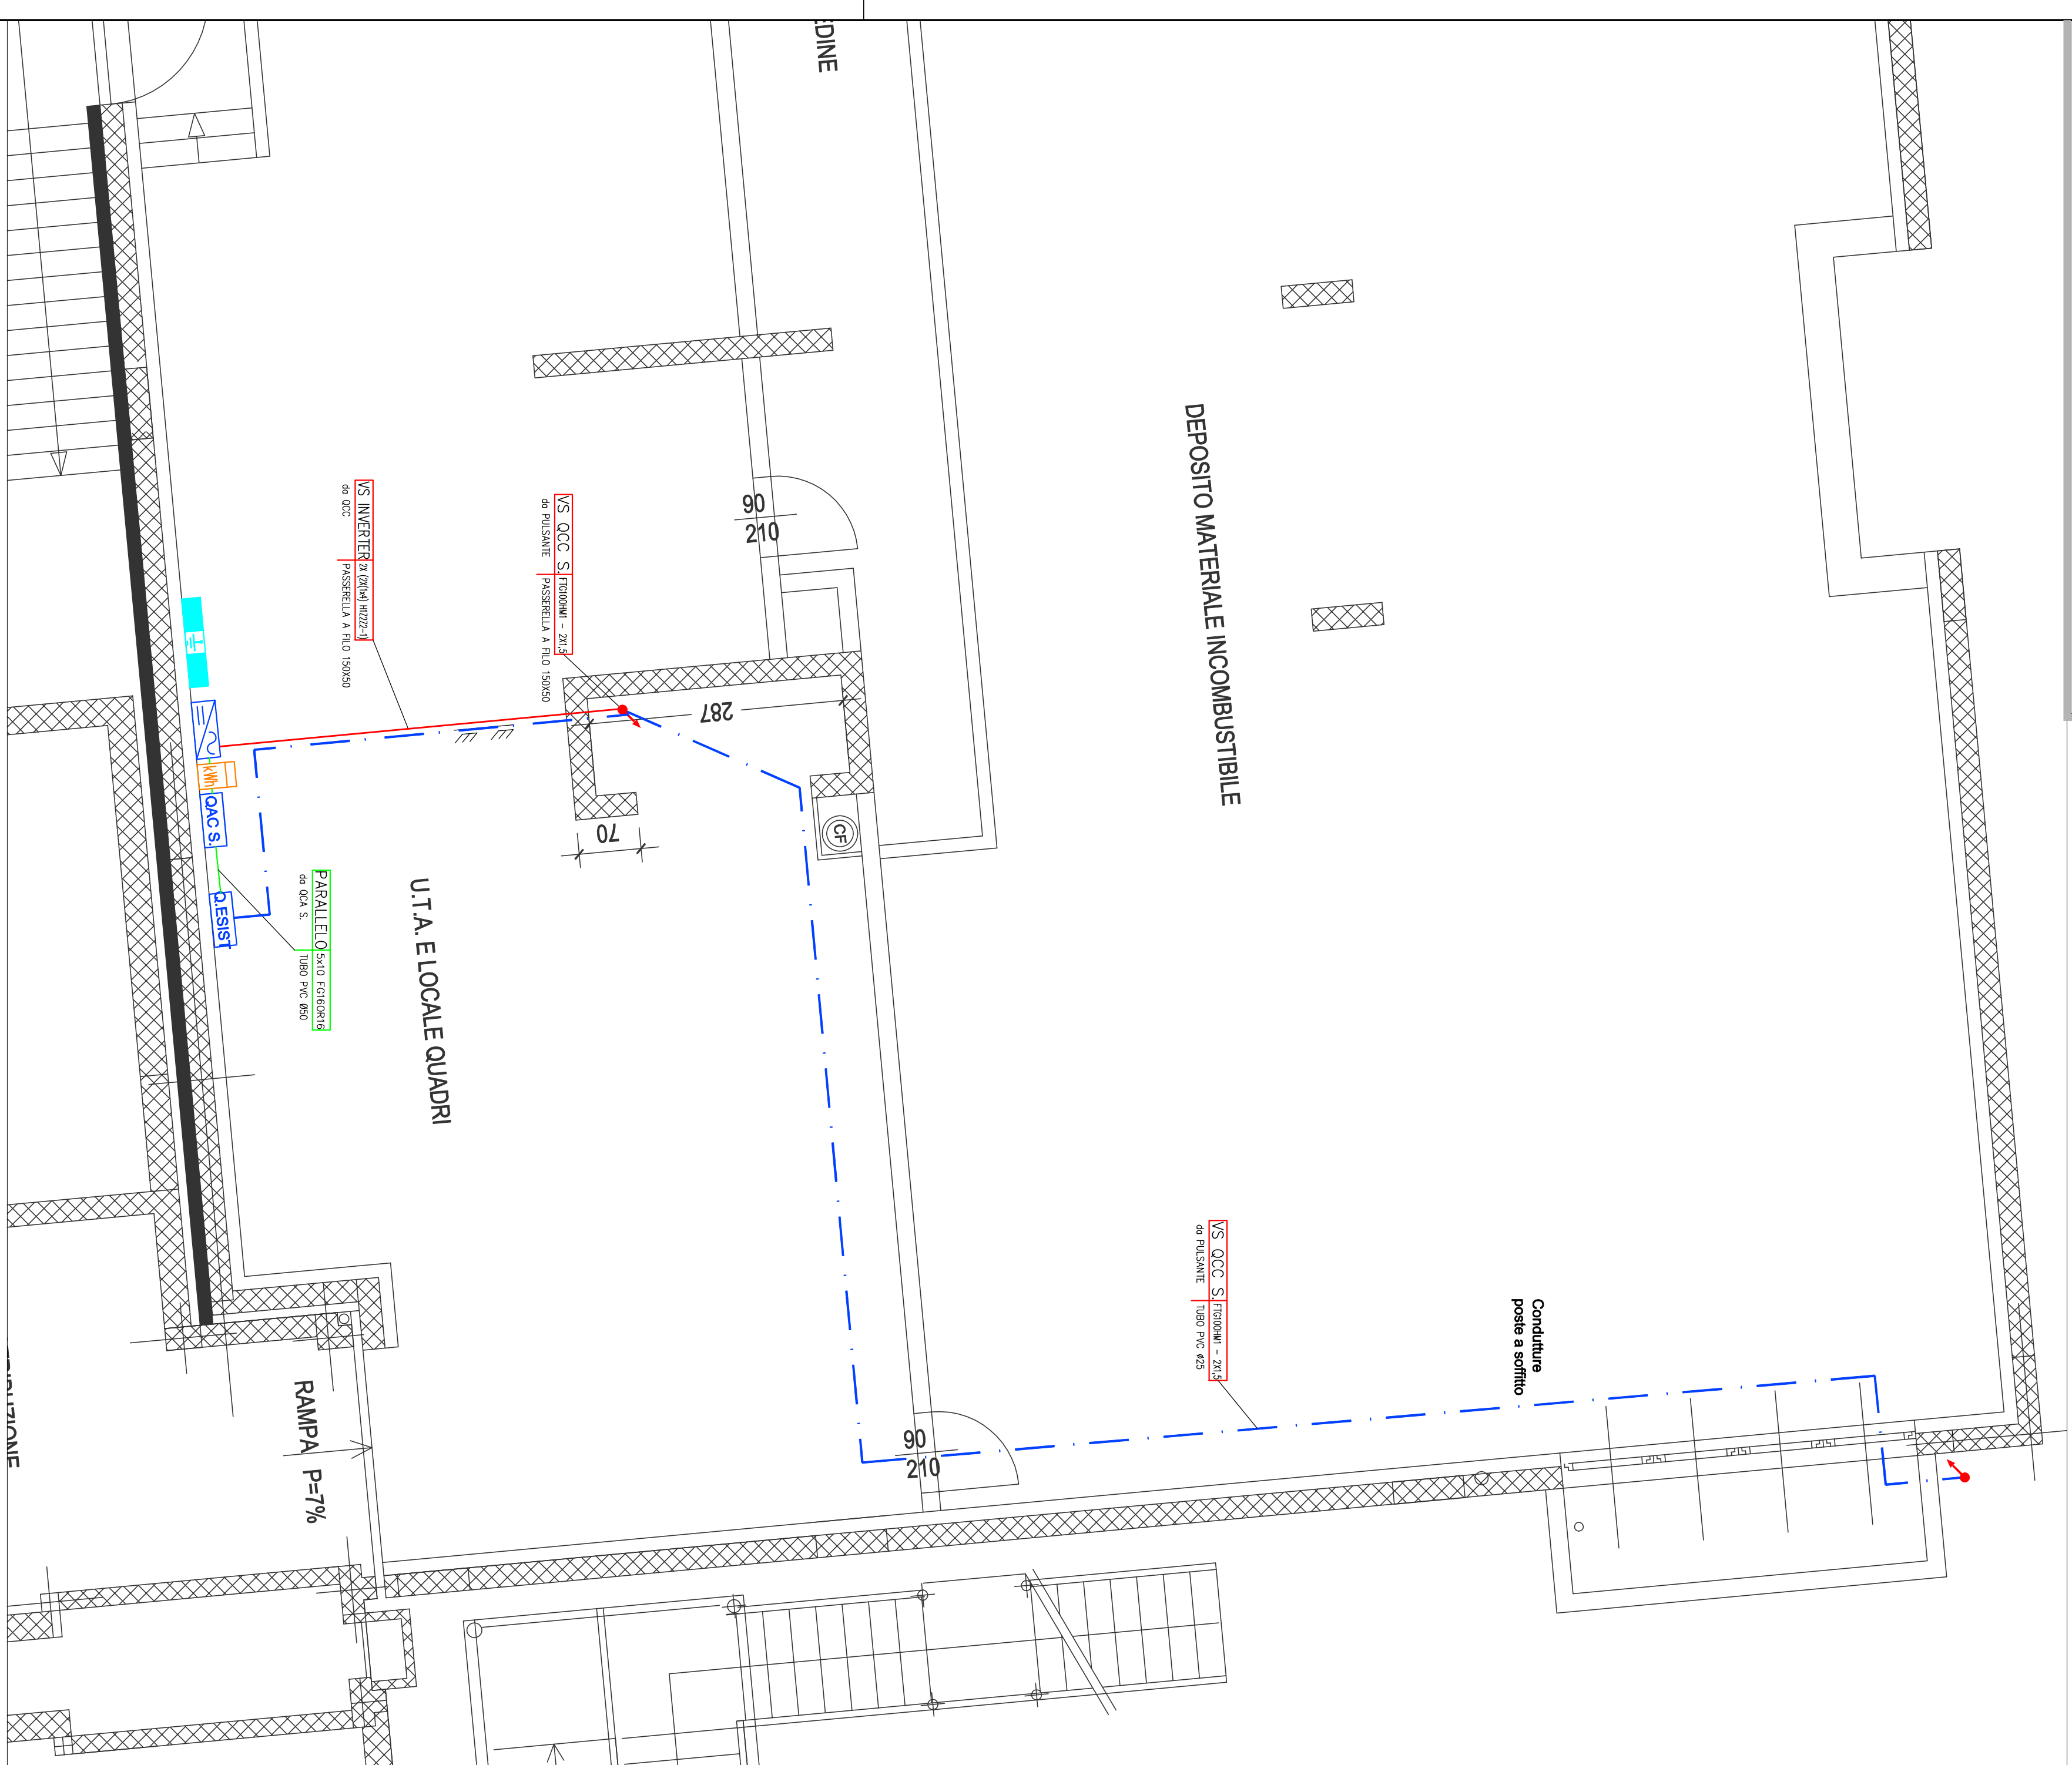 EDINE
DEPOSITO MATERIALE INCOMBUSTIBILE
90
210
VS INVERTER 2X (2X(1x4) H1Z2Z2-1)
da QCC PASSERELLA A FILO 150X50
VS QCC S. FTG10OHM1 - 2X1,5
da PULSANTE PASSERELLA A FILO 150X50
287
70
CF
kWh
QAC S.
Q.ESIST
PARALLELO 5x10 FG16OR16
da QCA S. TUBO PVC Ø50
U.T.A. E LOCALE QUADRI
VS QCC S. FTG10OHM1 - 2X1,5
da PULSANTE TUBO PVC Ø25
Condutture
poste a soffitto
90
210
RAMPA P=7%